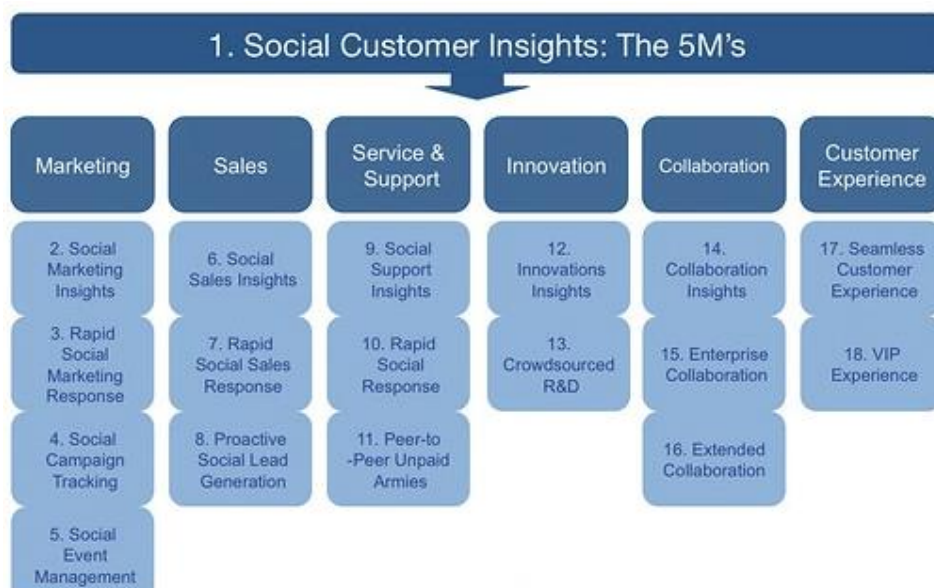 1. Social Customer Insights: The 5M's
Marketing
2. Social
Marketing
Insights
3. Rapid
Social
Marketing
Response
4. Social
Campaign
Tracking
5. Social
Event
Management
Sales
6. Social
Sales Insights
7. Rapid
Social Sales
Response
8. Proactive
Social Lead
Generation
Service &
Support
9. Social
Support
Insights
10. Rapid
Social
Response
11. Peer-to
-Peer Unpaid
Armies
Innovation
12.
Innovations
Insights
13.
Crowdsourced
R&D
Collaboration
14.
Collaboration
Insights
15. Enterprise
Collaboration
16. Extended
Collaboration
Customer
Experience
17. Seamless
Customer
Experience
18. VIP
Experience